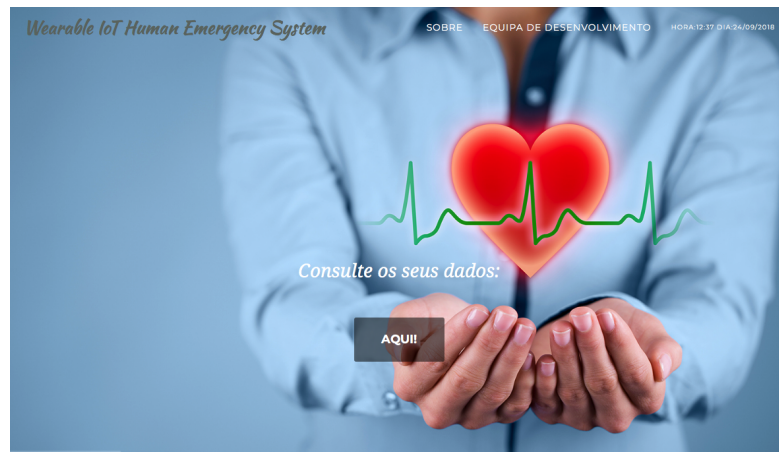 Wearable IoT Human Emergency System
SOBRE
EQUIPA DE DESENVOLVIMENTO
HORA:12:37 DIA:24/09/2018
Consulte os seus dados:
AQUI!